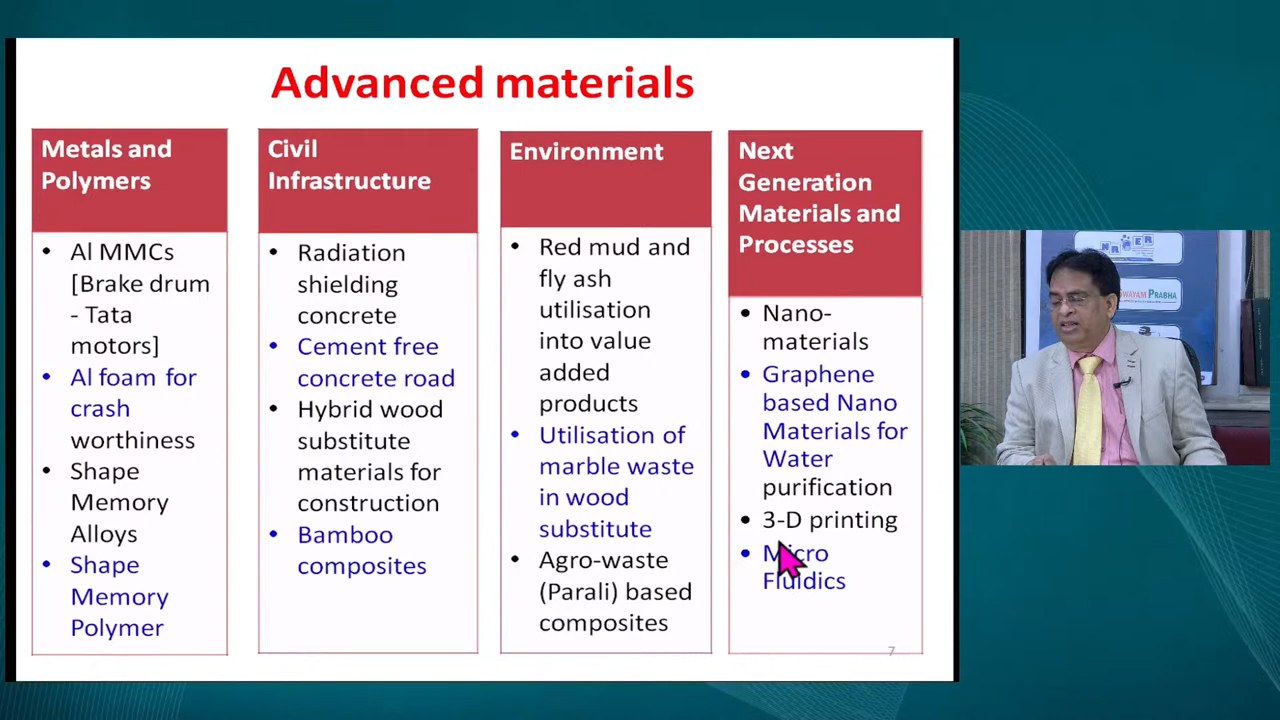 Advanced materials
Metals and
Polymers
• Al MMCs
[Brake drum
- Tata
motors]
• Al foam for
crash
worthiness
• Shape
Memory
Alloys
• Shape
Memory
Polymer
Civil
Infrastructure
• Radiation
shielding
concrete
• Cement free
concrete road
• Hybrid wood
substitute
materials for
construction
• Bamboo
composites
Environment
• Red mud and
fly ash
utilisation
into value
added
products
• Utilisation of
marble waste
in wood
substitute
• Agro-waste
(Parali) based
composites
Next
Generation
Materials and
Processes
• Nano-
materials
• Graphene
based Nano
Materials for
Water
purification
• 3-D printing
• Micro
Fluidics
7
SWAYAM PRABHA